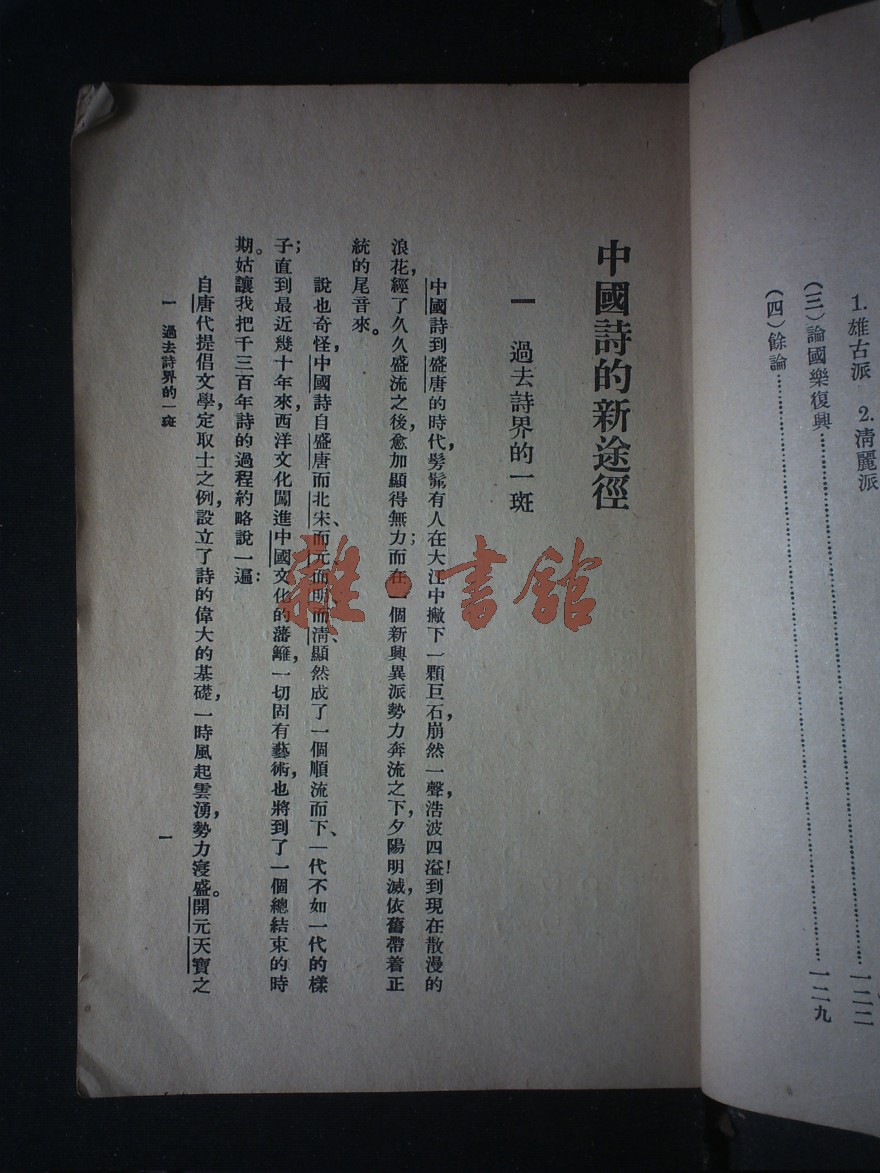 1. 雄古派　2. 清麗派…………一二二
(三)論國樂復興…………一二九
(四)餘論…………
中國詩的新途徑
一　過去詩界的一斑
中國詩到盛唐的時代，髣髴有人在大江中撇下一顆巨石，崩然一聲，浩波四溢！到現在散漫的
浪花，經了久久盛流之後，愈加顯得無力；而在一個新興異派勢力奔流之下，夕陽明滅，依舊帶着正
統的尾音來。
說也奇怪，中國詩自盛唐而北宋、而元而明而清、顯然成了一個順流而下、一代不如一代的樣
子；直到最近幾十年來，西洋文化闖進中國文化的藩籬，一切固有藝術，也將到了一個總結束的時
期。姑讓我把千三百年詩的過程約略說一遍：
自唐代提倡文學，定取士之例，設立了詩的偉大的基礎，一時風起雲湧，勢力寖盛。開元天寶之
一　過去詩界的一斑
一
雜・書館